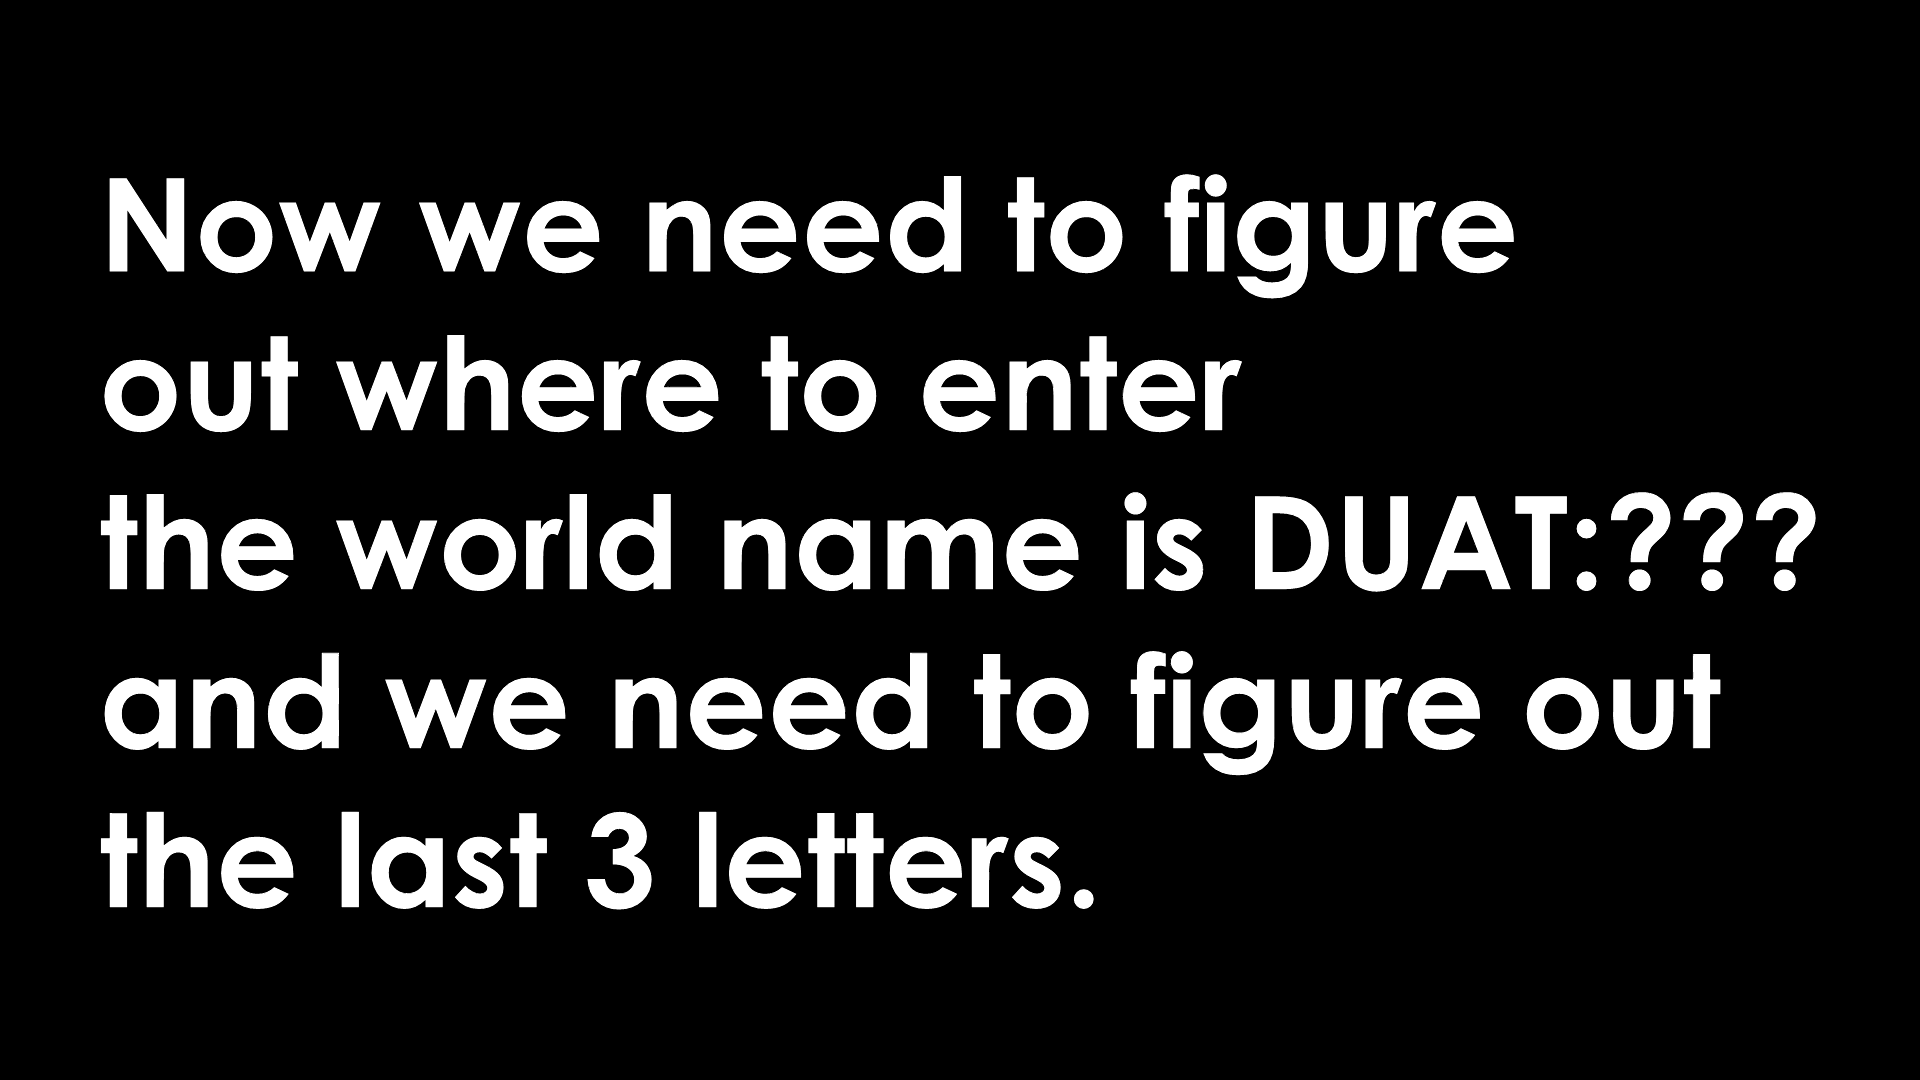 Now we need to figure
out where to enter
the world name is DUAT:???
and we need to figure out
the last 3 letters.